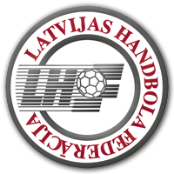 LATVIJAS HANDBOLA FEDERĀCIJA
LHF